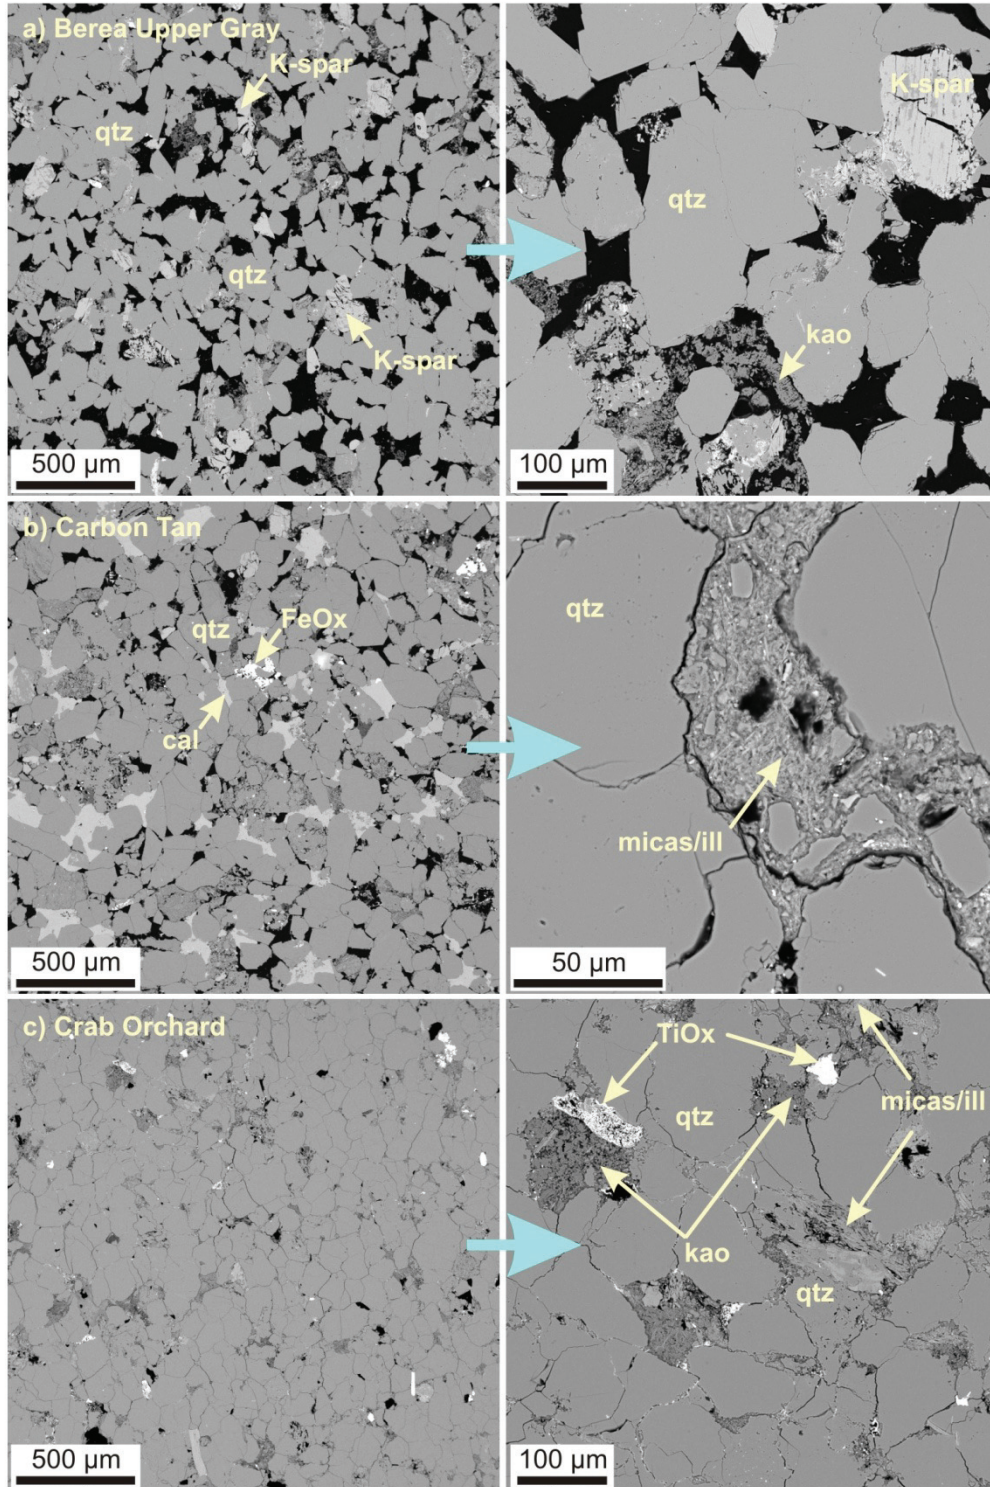 a) Berea Upper Gray
K-spar
qtz
qtz
K-spar
500 µm
K-spar
qtz
kao
100 µm
b) Carbon Tan
qtz
FeOx
cal
500 µm
qtz
micas/ill
50 µm
c) Crab Orchard
500 µm
TiOx
qtz
micas/ill
kao
qtz
100 µm